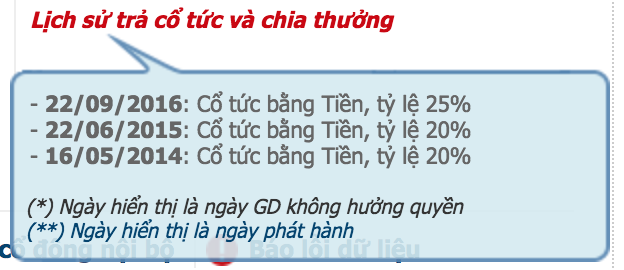 Lịch sử trả cổ tức và chia thưởng
- 22/09/2016: Cổ tức bằng Tiền, tỷ lệ 25%
- 22/06/2015: Cổ tức bằng Tiền, tỷ lệ 20%
- 16/05/2014: Cổ tức bằng Tiền, tỷ lệ 20%
(*) Ngày hiển thị là ngày GD không hưởng quyền
(**) Ngày hiển thị là ngày phát hành
cổ đông nội bộ
Báo lỗi dữ liệu